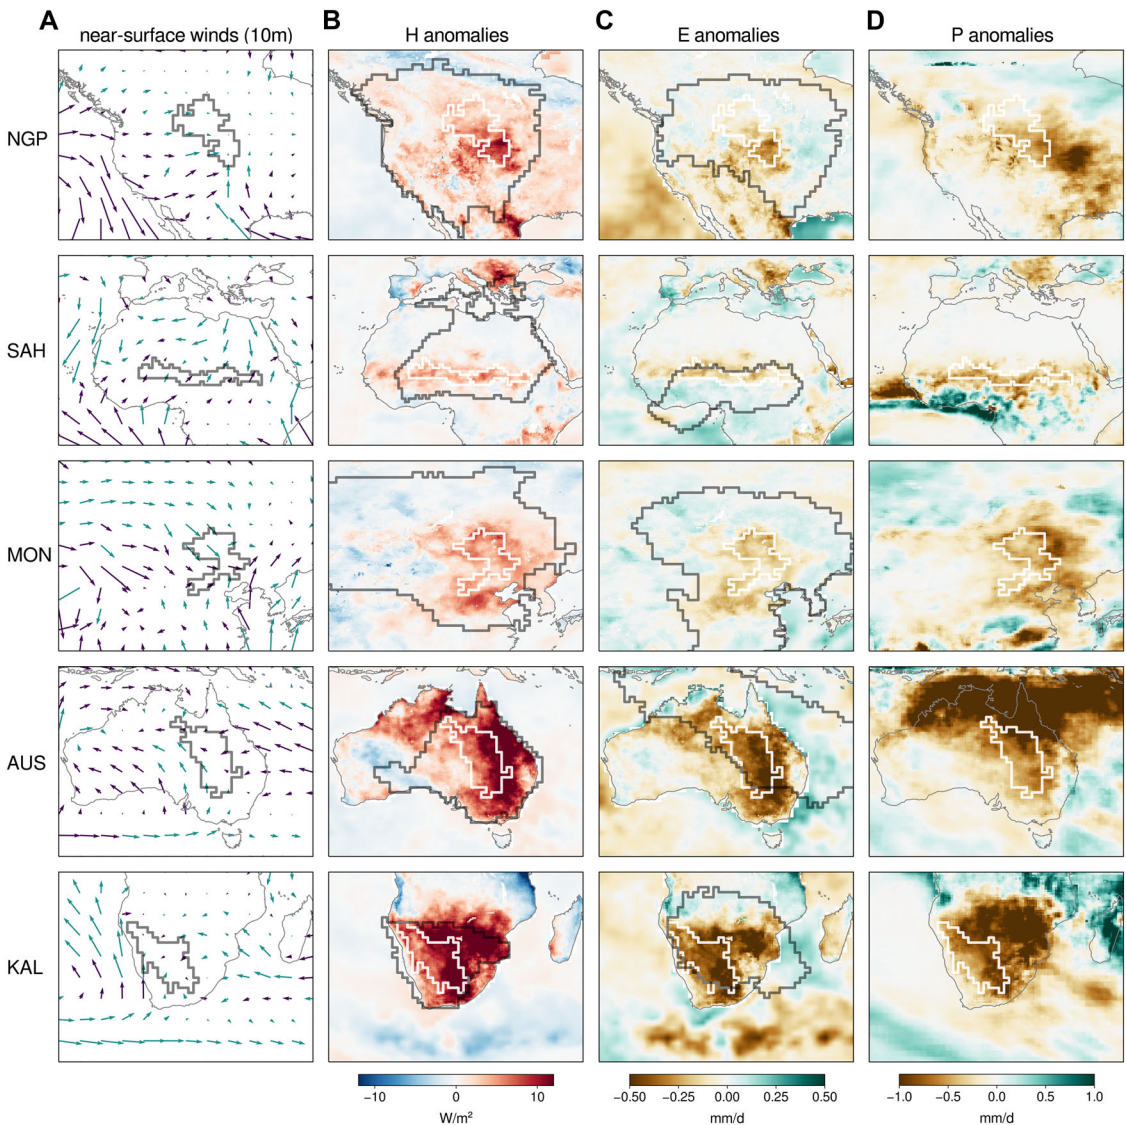 A B C D
near-surface winds (10m) H anomalies E anomalies P anomalies
NGP
SAH
MON
AUS
KAL
−10 0 10 −0.50 −0.25 0.00 0.25 0.50 −1.0 −0.5 0.0 0.5 1.0
W/m² mm/d mm/d